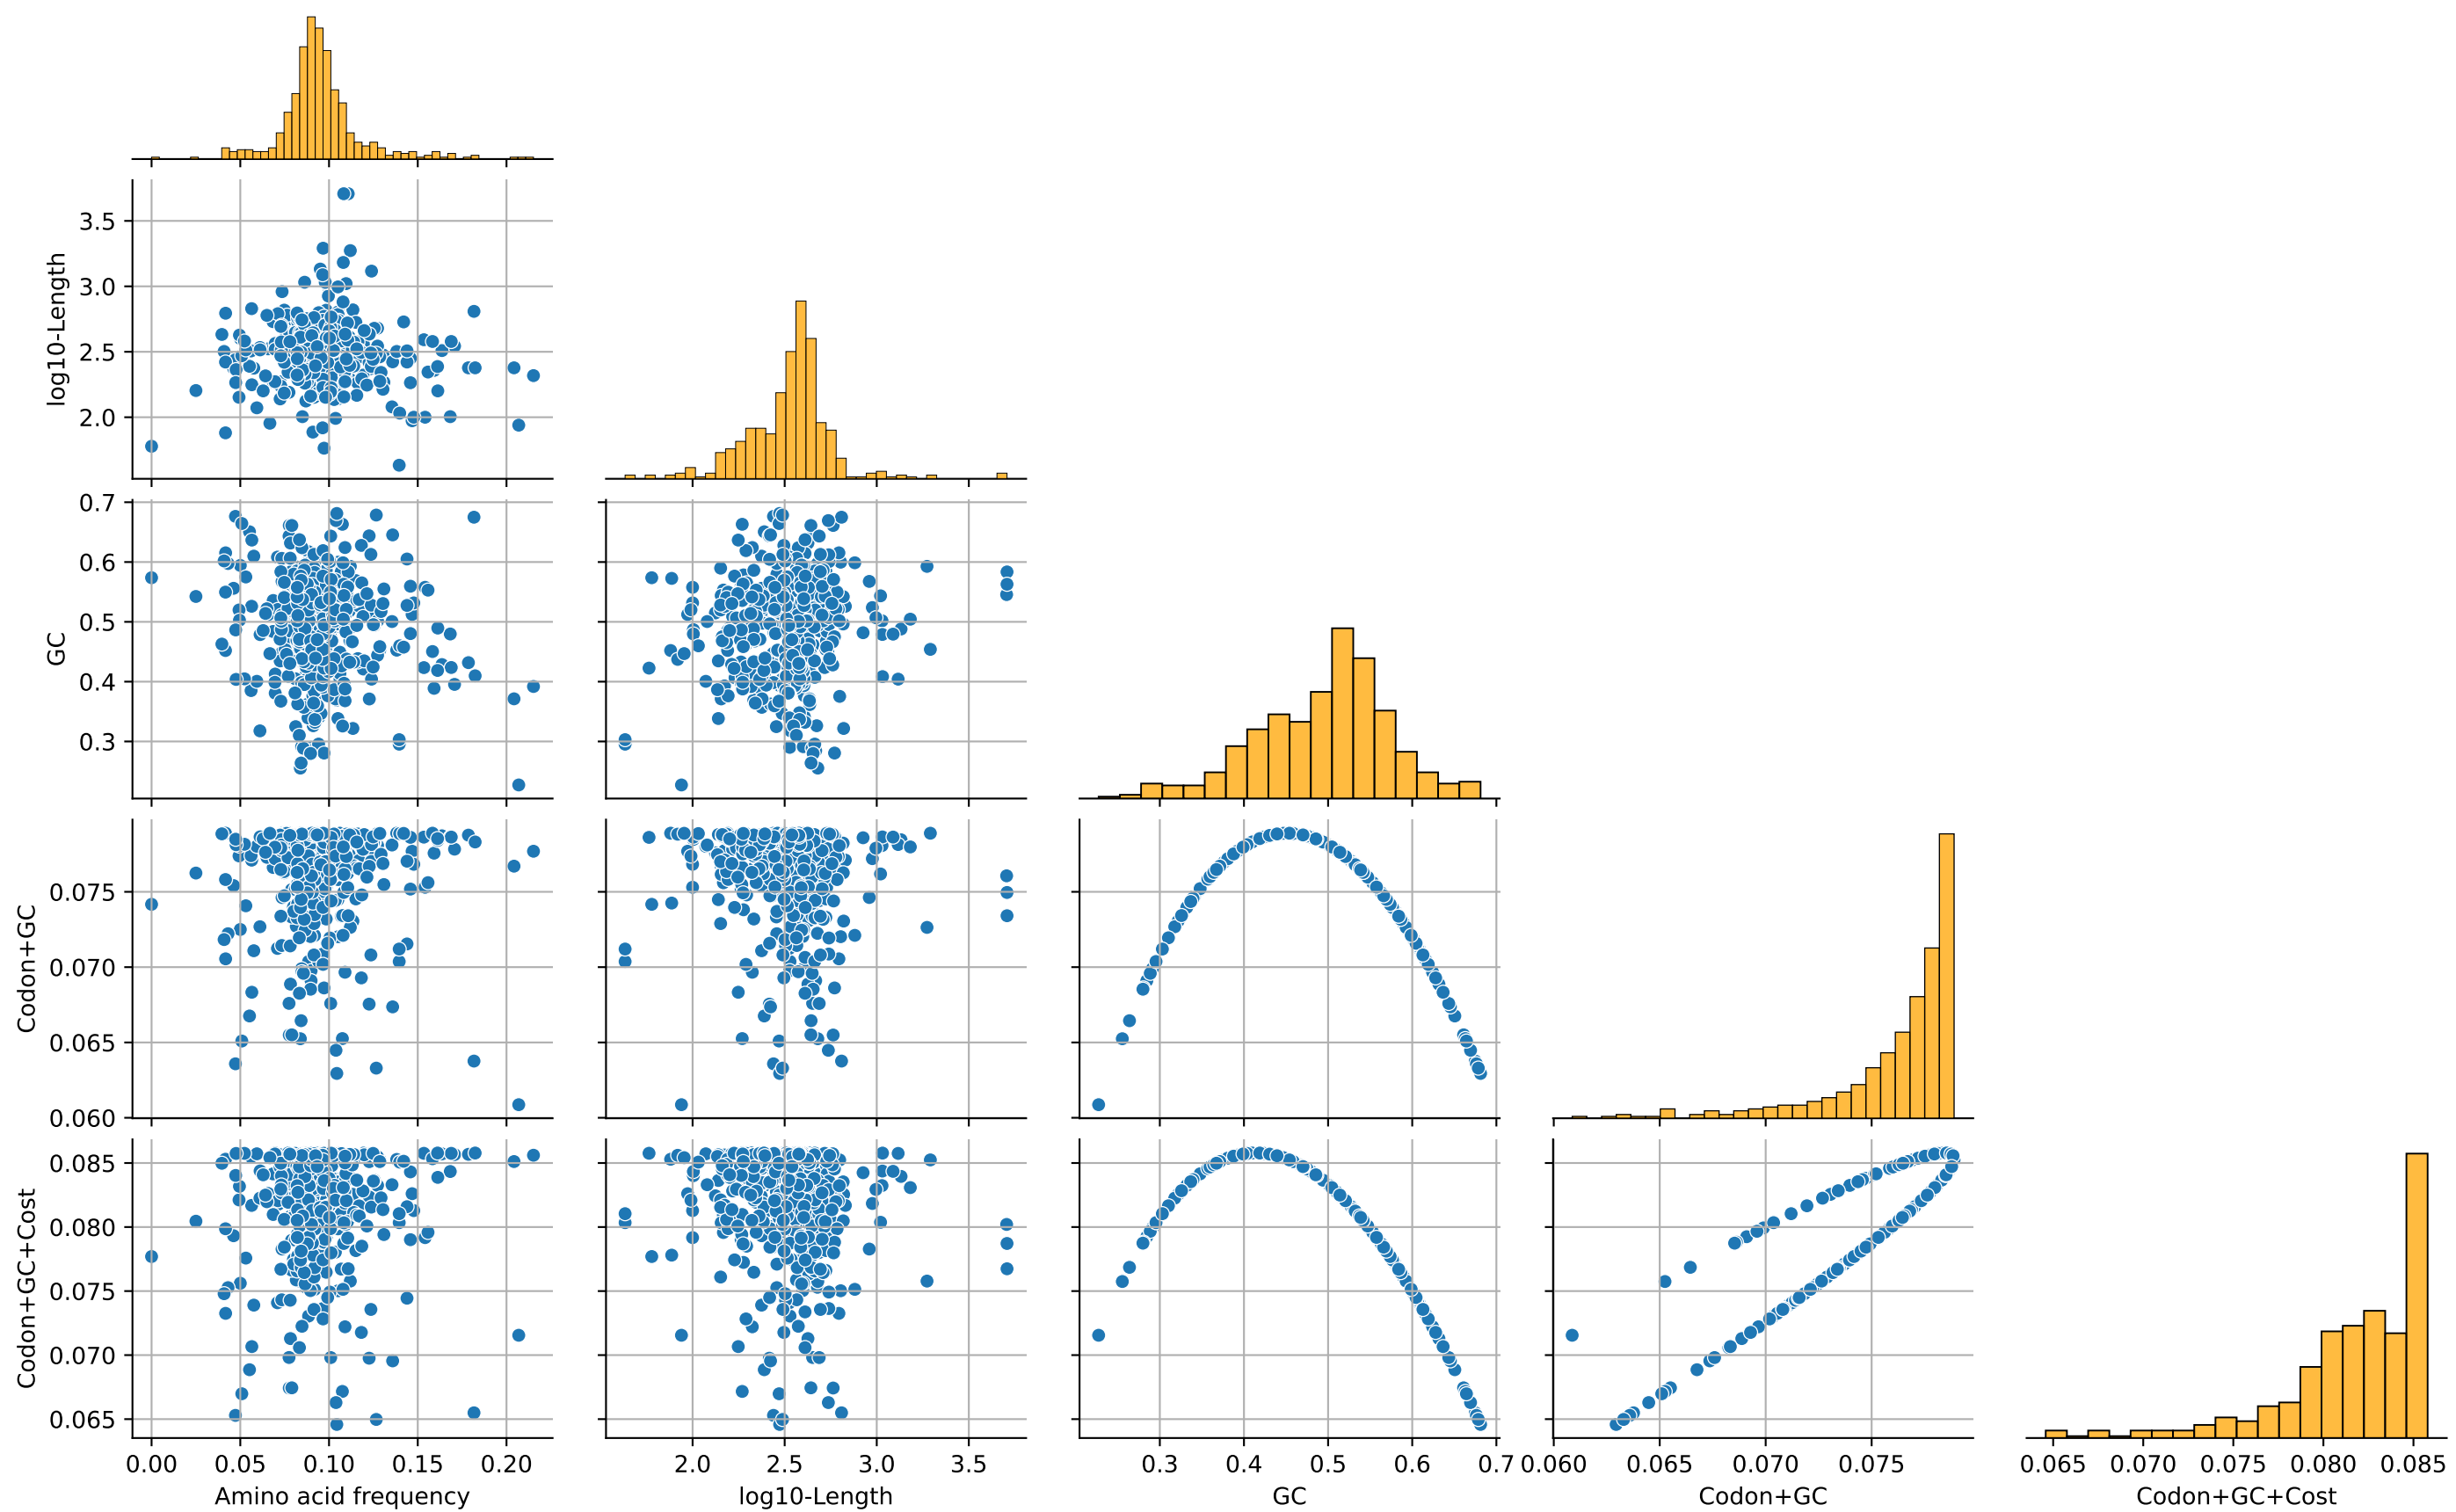 3.5
3.0
2.5
2.0
log10-Length
0.7
0.6
0.5
0.4
0.3
GC
0.075
0.070
0.065
0.060
Codon+GC
0.085
0.080
0.075
0.070
0.065
Codon+GC+Cost
0.00 0.05 0.10 0.15 0.20
2.0 2.5 3.0 3.5
0.3 0.4 0.5 0.6 0.7
0.060 0.065 0.070 0.075
0.065 0.070 0.075 0.080 0.085
Amino acid frequency
log10-Length
GC
Codon+GC
Codon+GC+Cost